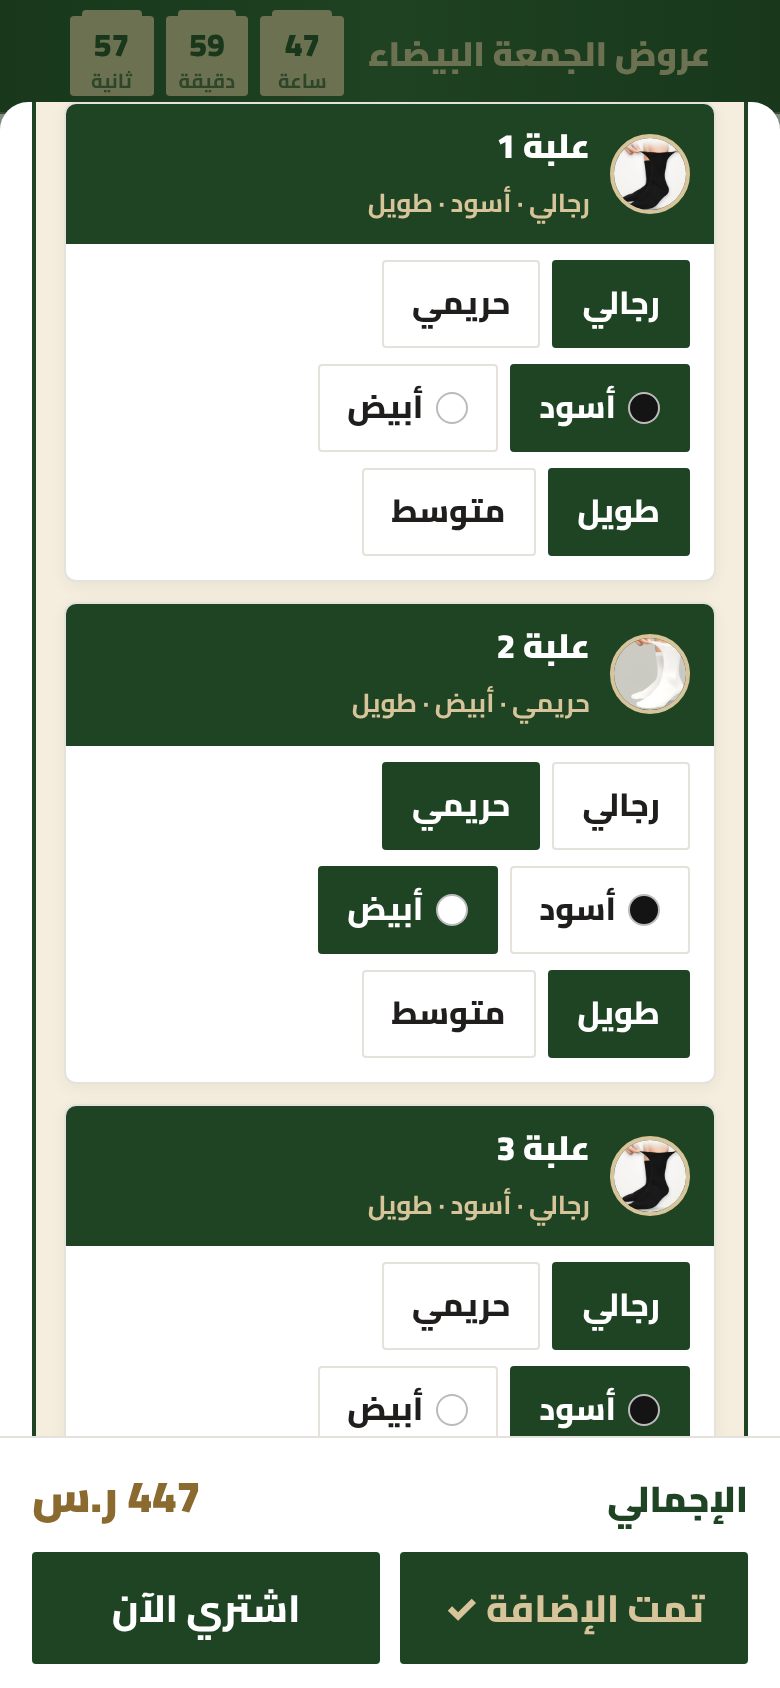 عروض الجمعة البيضاء
47 ساعة
59 دقيقة
57 ثانية
علبة 1
رجالي · أسود · طويل
رجالي
حريمي
أسود
أبيض
طويل
متوسط
علبة 2
حريمي · أبيض · طويل
رجالي
حريمي
أسود
أبيض
طويل
متوسط
علبة 3
رجالي · أسود · طويل
رجالي
حريمي
أسود
أبيض
الإجمالي
447 ر.س
تمت الإضافة ✓
اشتري الآن